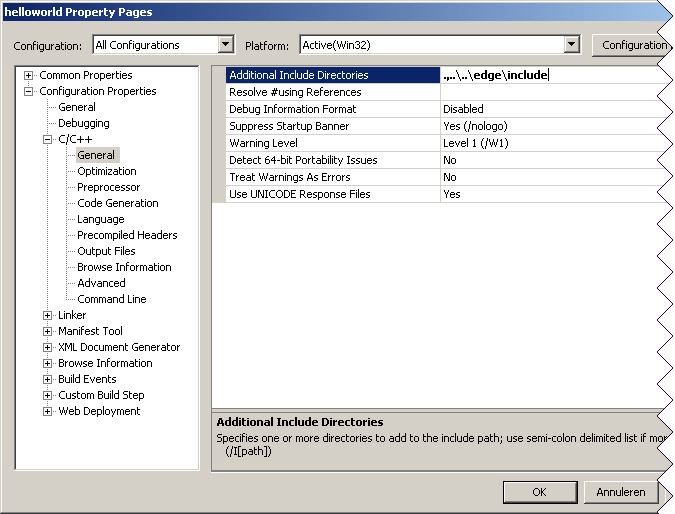 helloworld Property Pages
Configuration: All Configurations Platform: Active(Win32) Configuration
Common Properties
Configuration Properties
General
Debugging
C/C++
General
Optimization
Preprocessor
Code Generation
Language
Precompiled Headers
Output Files
Browse Information
Advanced
Command Line
Linker
Manifest Tool
XML Document Generator
Browse Information
Build Events
Custom Build Step
Web Deployment
Additional Include Directories .,..\..\edge\include
Resolve #using References
Debug Information Format Disabled
Suppress Startup Banner Yes (/nologo)
Warning Level Level 1 (/W1)
Detect 64-bit Portability Issues No
Treat Warnings As Errors No
Use UNICODE Response Files Yes
Additional Include Directories
Specifies one or more directories to add to the include path; use semi-colon delimited list if mor
(/I[path])
OK Annuleren